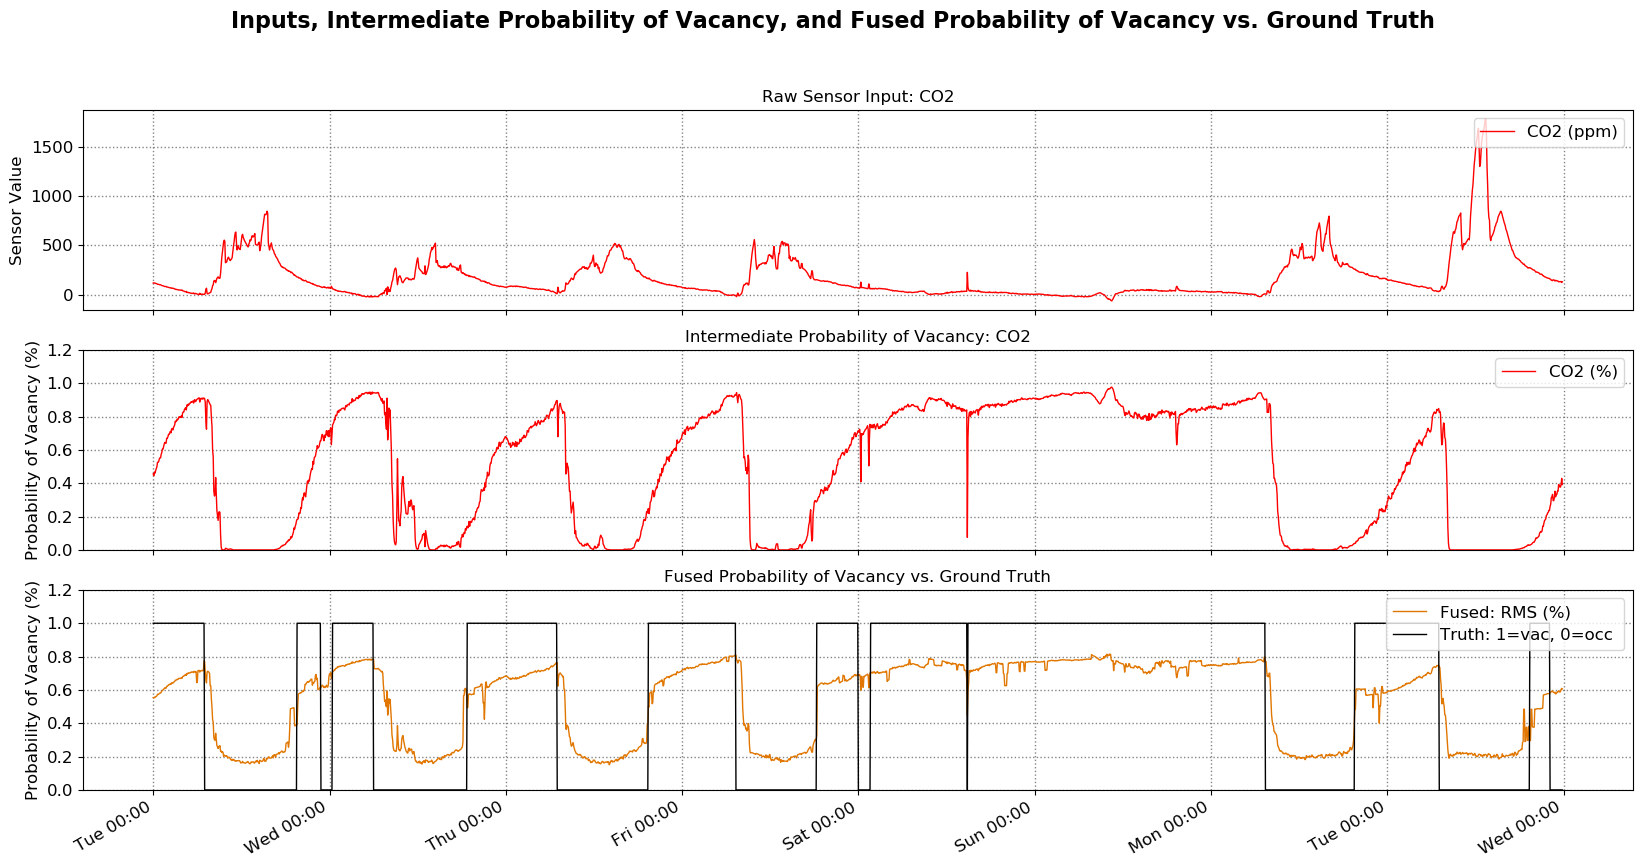 Inputs, Intermediate Probability of Vacancy, and Fused Probability of Vacancy vs. Ground Truth
Raw Sensor Input: CO2
Sensor Value
1500
1000
500
0
CO2 (ppm)
Intermediate Probability of Vacancy: CO2
Probability of Vacancy (%)
1.2
1.0
0.8
0.6
0.4
0.2
0.0
CO2 (%)
Fused Probability of Vacancy vs. Ground Truth
Probability of Vacancy (%)
1.2
1.0
0.8
0.6
0.4
0.2
0.0
Fused: RMS (%)
Truth: 1=vac, 0=occ
Tue 00:00
Wed 00:00
Thu 00:00
Fri 00:00
Sat 00:00
Sun 00:00
Mon 00:00
Tue 00:00
Wed 00:00